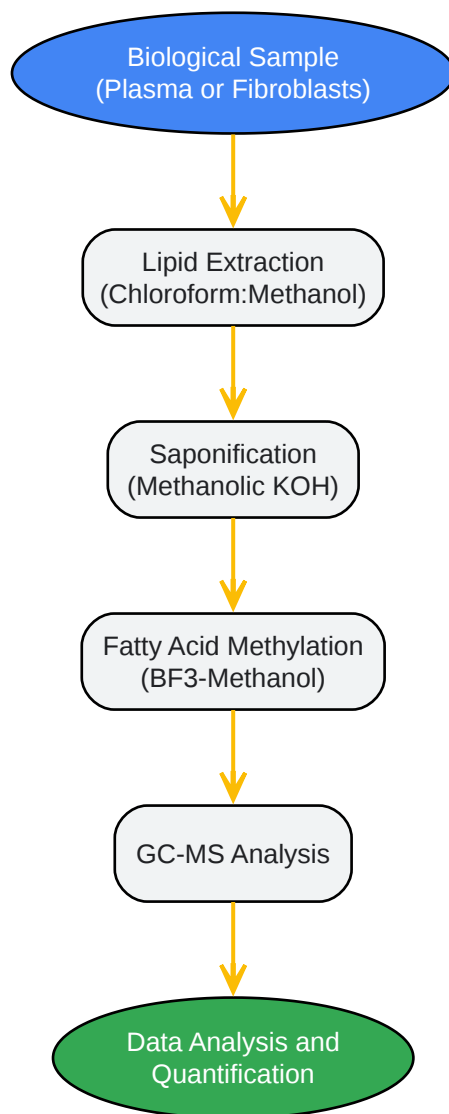 Biological Sample
(Plasma or Fibroblasts)
Lipid Extraction
(Chloroform:Methanol)
Saponification
(Methanolic KOH)
Fatty Acid Methylation
(BF3-Methanol)
GC-MS Analysis
Data Analysis and
Quantification